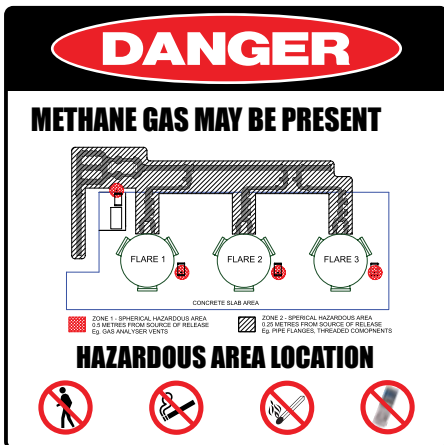 DANGER
METHANE GAS MAY BE PRESENT
FLARE 1 FLARE 2 FLARE 3
CONCRETE SLAB AREA
ZONE 1 - SPHERICAL HAZARDOUS AREA
0.5 METRES FROM SOURCE OF RELEASE
Eg. GAS ANALYSER VENTS
ZONE 2 - SPERICAL HAZARDOUS AREA
0.25 METRES FROM SOURCE OF RELEASE
Eg. PIPE FLANGES, THREADED COMOPNENTS
HAZARDOUS AREA LOCATION